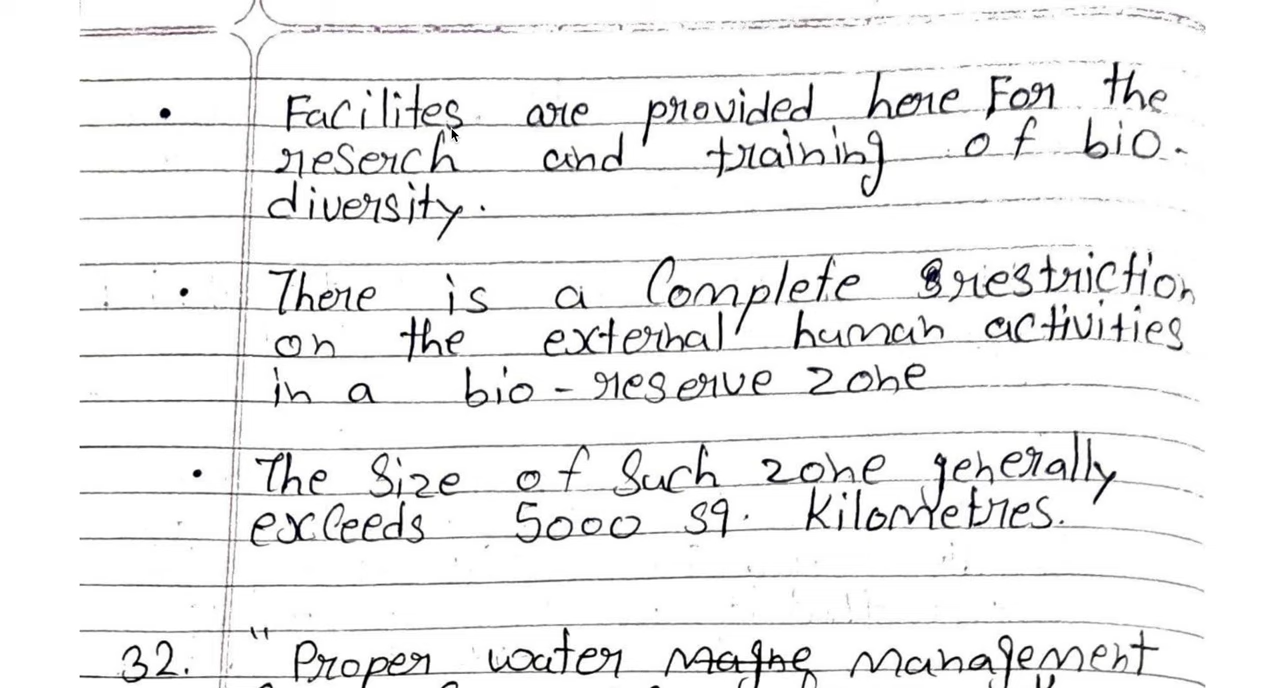 • Facilites are provided here For the
reserch and training of bio-
diversity.
• There is a Complete restriction
on the external human activities
in a bio-reserve zone
• The Size of Such zone generally
exceeds 5000 sq. Kilometres.
32. "Proper water management